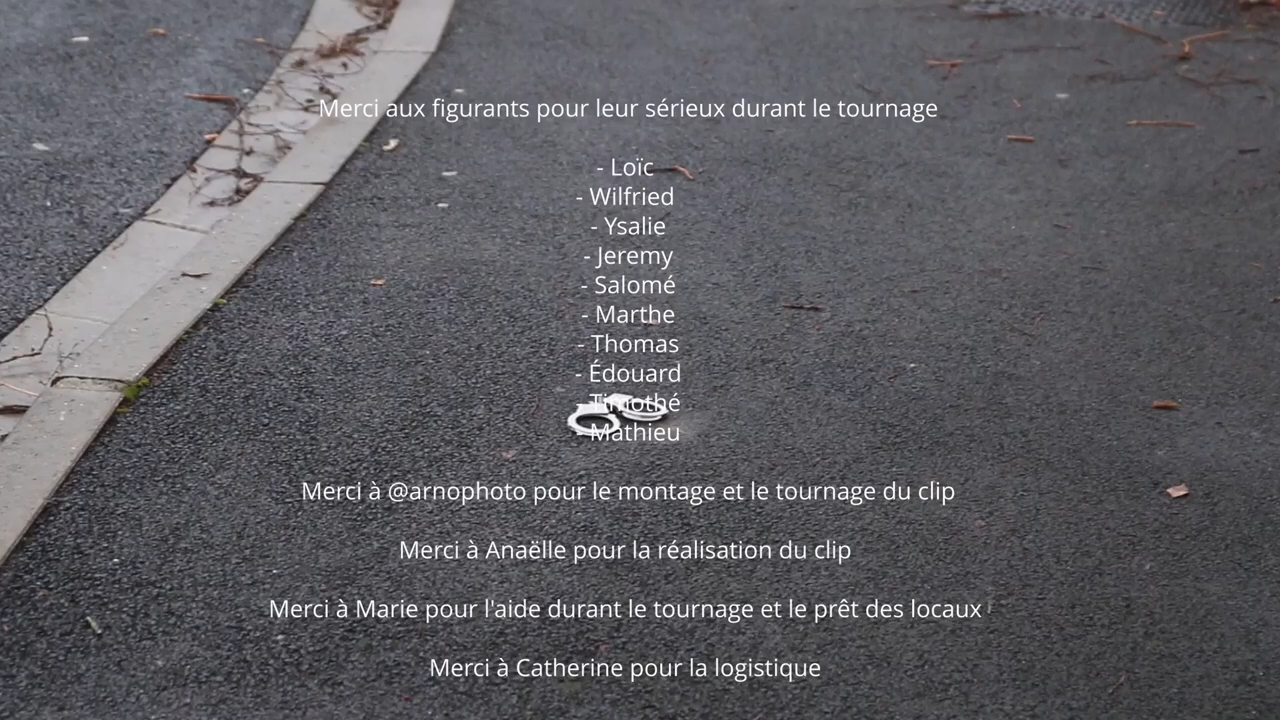 Merci aux figurants pour leur sérieux durant le tournage
- Loïc
- Wilfried
- Ysalie
- Jeremy
- Salomé
- Marthe
- Thomas
- Édouard
- Timothé
- Mathieu
Merci à @arnophoto pour le montage et le tournage du clip
Merci à Anaëlle pour la réalisation du clip
Merci à Marie pour l'aide durant le tournage et le prêt des locaux
Merci à Catherine pour la logistique